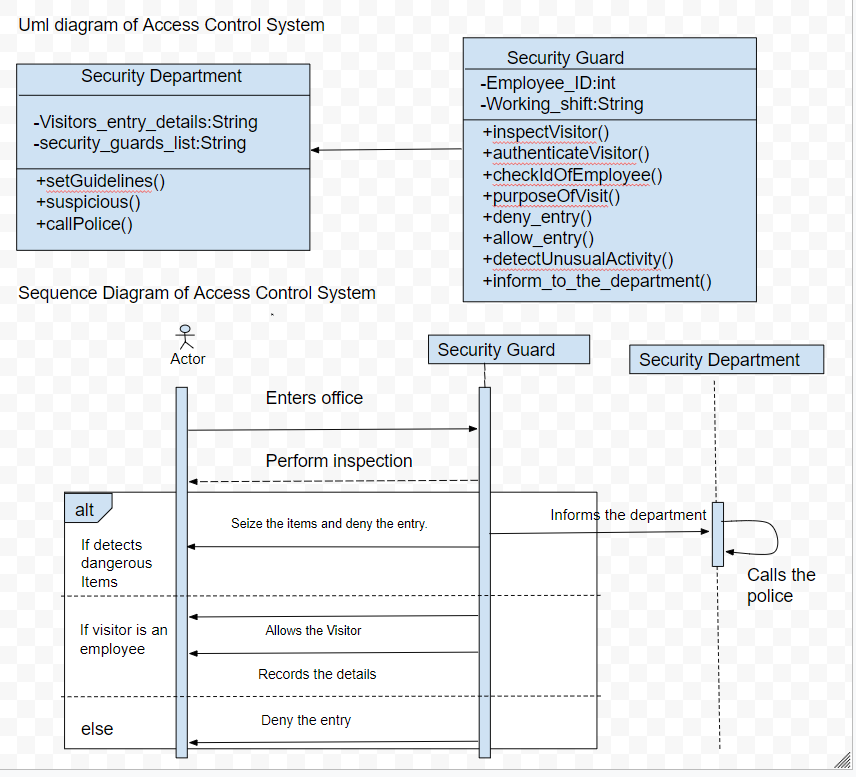 Uml diagram of Access Control System
Security Department
-Visitors_entry_details:String
-security_guards_list:String
+setGuidelines()
+suspicious()
+callPolice()
Security Guard
-Employee_ID:int
-Working_shift:String
+inspectVisitor()
+authenticateVisitor()
+checkIdOfEmployee()
+purposeOfVisit()
+deny_entry()
+allow_entry()
+detectUnusualActivity()
+inform_to_the_department()
Sequence Diagram of Access Control System
Actor
Security Guard
Security Department
Enters office
Perform inspection
alt
Seize the items and deny the entry.
Informs the department
If detects
dangerous
Items
Calls the
police
If visitor is an
employee
Allows the Visitor
Records the details
else
Deny the entry